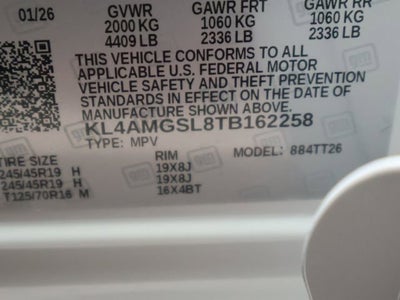 01/26 GVWR GAWR FRT GAWR RR
2000 KG 1060 KG 1060 KG
4409 LB 2336 LB 2336 LB
THIS VEHICLE CONFORMS TO ALL
APPLICABLE U.S. FEDERAL MOTOR
VEHICLE SAFETY AND THEFT PREVENTION
STANDARDS IN EFFECT ON THE DATE OF
MANUFACTURE SHOWN ABOVE.
KL4AMGSL8TB162258
TYPE: MPV
TIRE SIZE RIM MODEL: 884TT26
245/45R19 H 19X8J
245/45R19 H 19X8J
T125/70R16 M 16X4BT